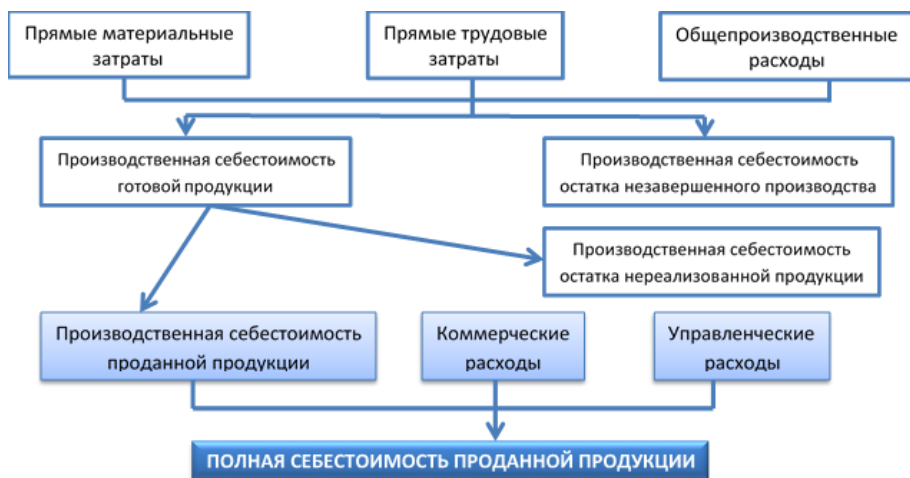 Прямые материальные
затраты
Прямые трудовые
затраты
Общепроизводственные
расходы
Производственная себестоимость
готовой продукции
Производственная себестоимость
остатка незавершенного производства
Производственная себестоимость
остатка нереализованной продукции
Производственная себестоимость
проданной продукции
Коммерческие
расходы
Управленческие
расходы
ПОЛНАЯ СЕБЕСТОИМОСТЬ ПРОДАННОЙ ПРОДУКЦИИ